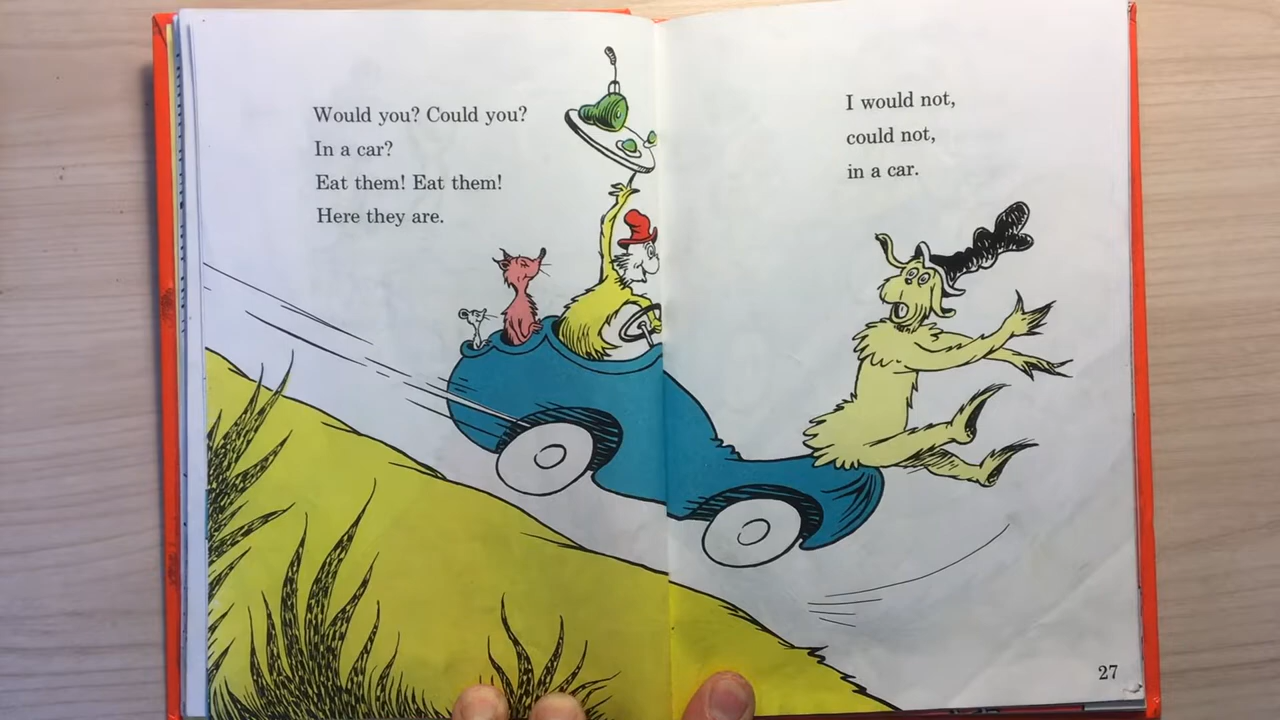 Would you? Could you?
In a car?
Eat them! Eat them!
Here they are.
I would not,
could not,
in a car.
27